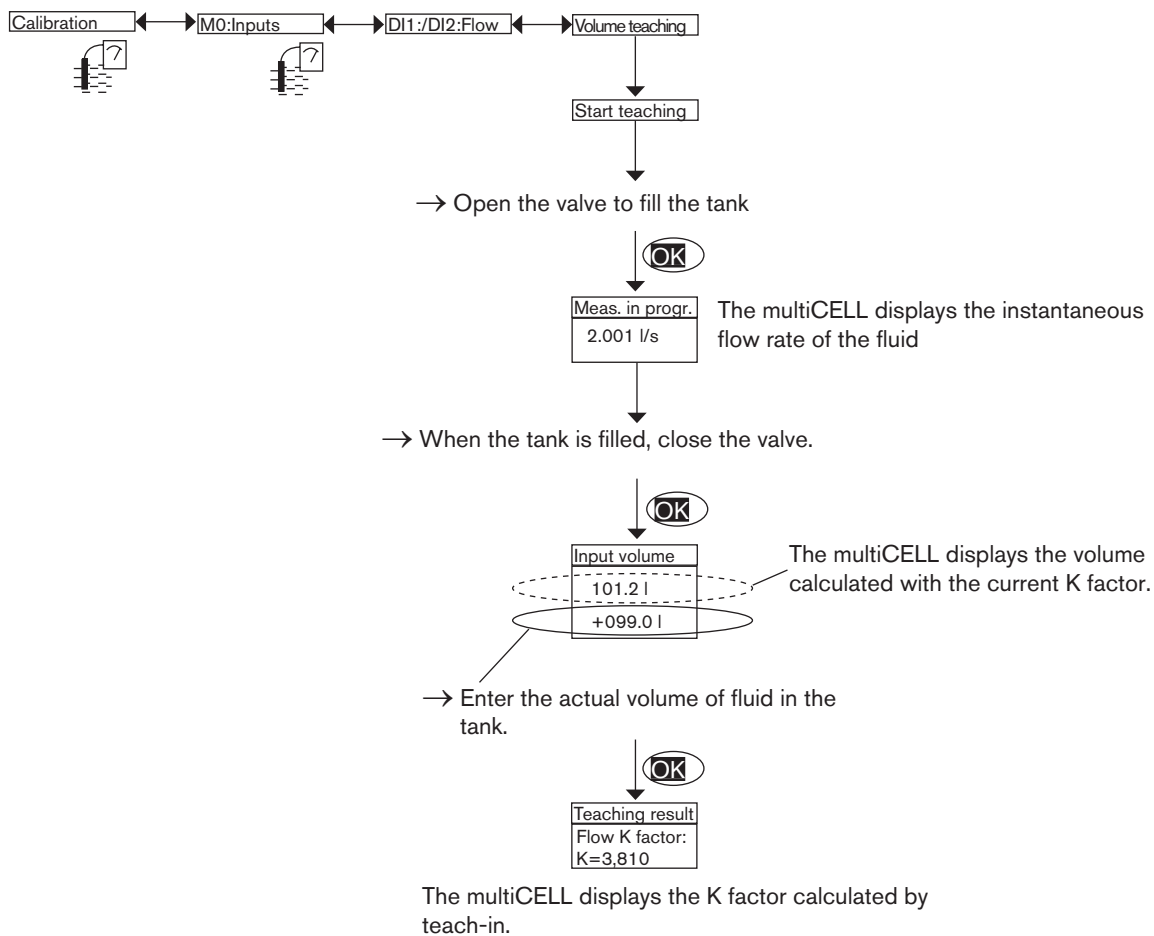 Calibration
M0:Inputs
DI1:/DI2:Flow
Volume teaching
Start teaching
→ Open the valve to fill the tank
OK
Meas. in progr.
2.001 l/s
The multiCELL displays the instantaneous
flow rate of the fluid
→ When the tank is filled, close the valve.
OK
Input volume
101.2 l
+099.0 l
The multiCELL displays the volume
calculated with the current K factor.
→ Enter the actual volume of fluid in the
tank.
OK
Teaching result
Flow K factor:
K=3,810
The multiCELL displays the K factor calculated by
teach-in.